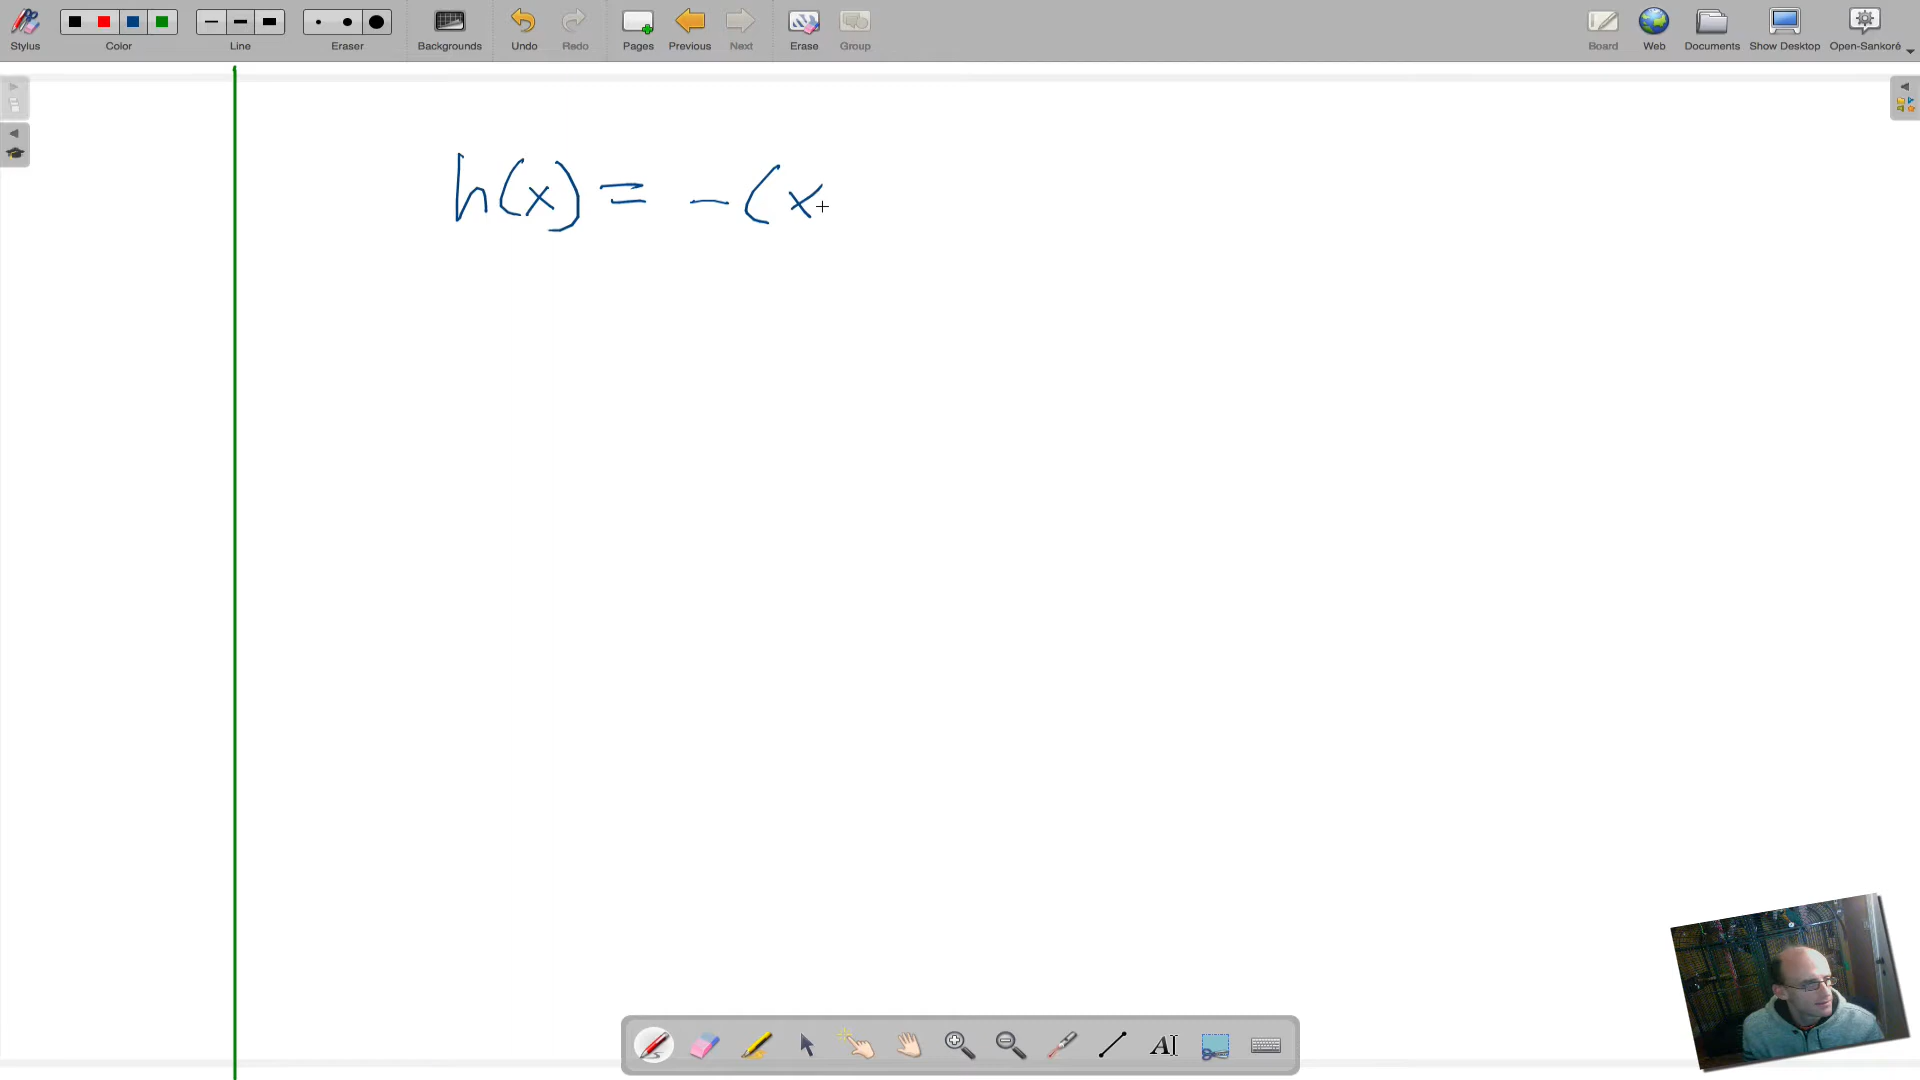 Stylus Color Line Eraser Backgrounds Undo Redo Pages Previous Next Erase Group Board Web Documents Show Desktop Open-Sankoré
h(x) = -(x
AI